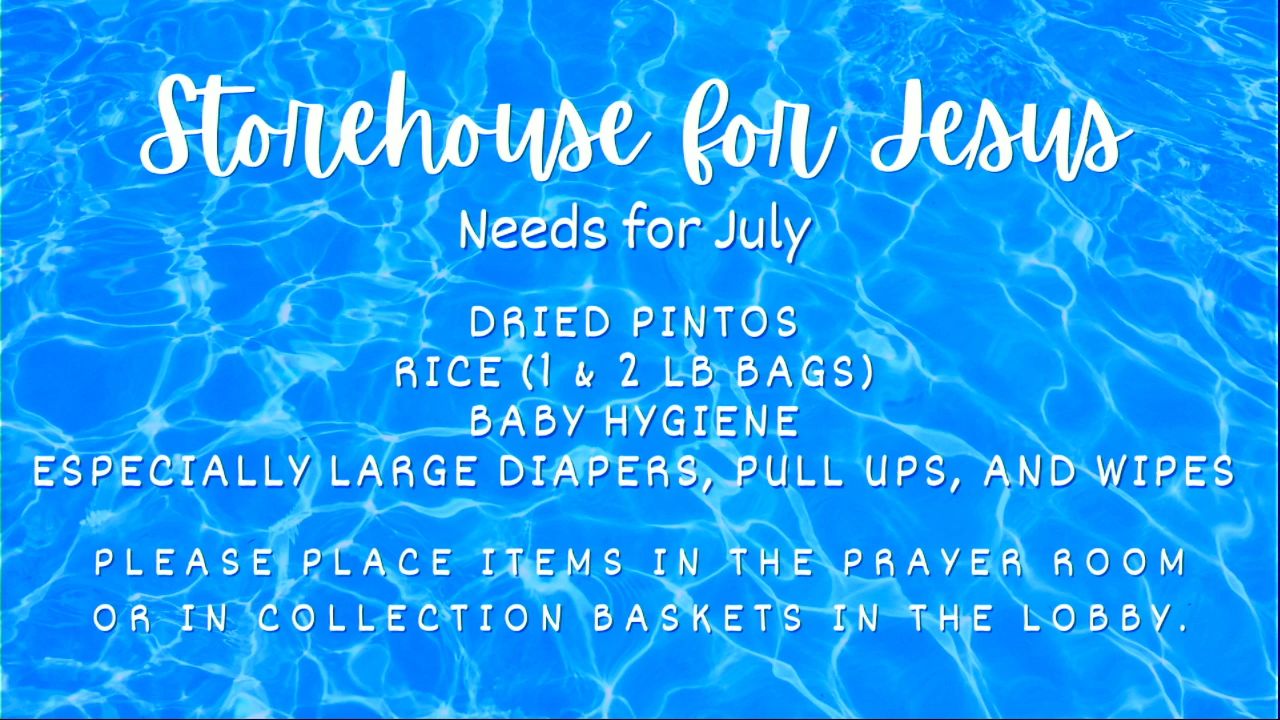 Storehouse for Jesus
Needs for July
DRIED PINTOS
RICE (1 & 2 LB BAGS)
BABY HYGIENE
ESPECIALLY LARGE DIAPERS, PULL UPS, AND WIPES
PLEASE PLACE ITEMS IN THE PRAYER ROOM
OR IN COLLECTION BASKETS IN THE LOBBY.